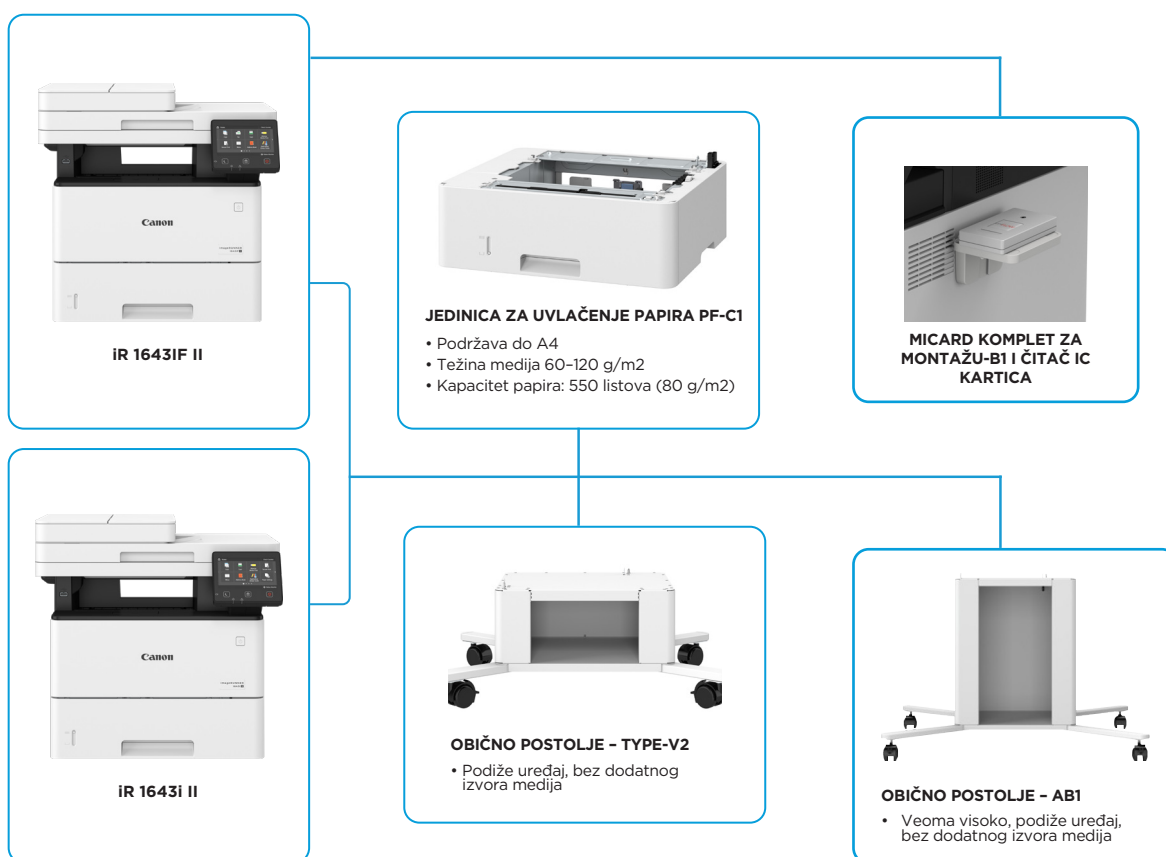 Canon
iR 1643IF II
JEDINICA ZA UVLAČENJE PAPIRA PF-C1
• Podržava do A4
• Težina medija 60–120 g/m2
• Kapacitet papira: 550 listova (80 g/m2)
MICARD KOMPLET ZA
MONTAŽU-B1 I ČITAČ IC
KARTICA
Canon
iR 1643i II
OBIČNO POSTOLJE – TYPE-V2
• Podiže uređaj, bez dodatnog
izvora medija
OBIČNO POSTOLJE – AB1
• Veoma visoko, podiže uređaj,
bez dodatnog izvora medija